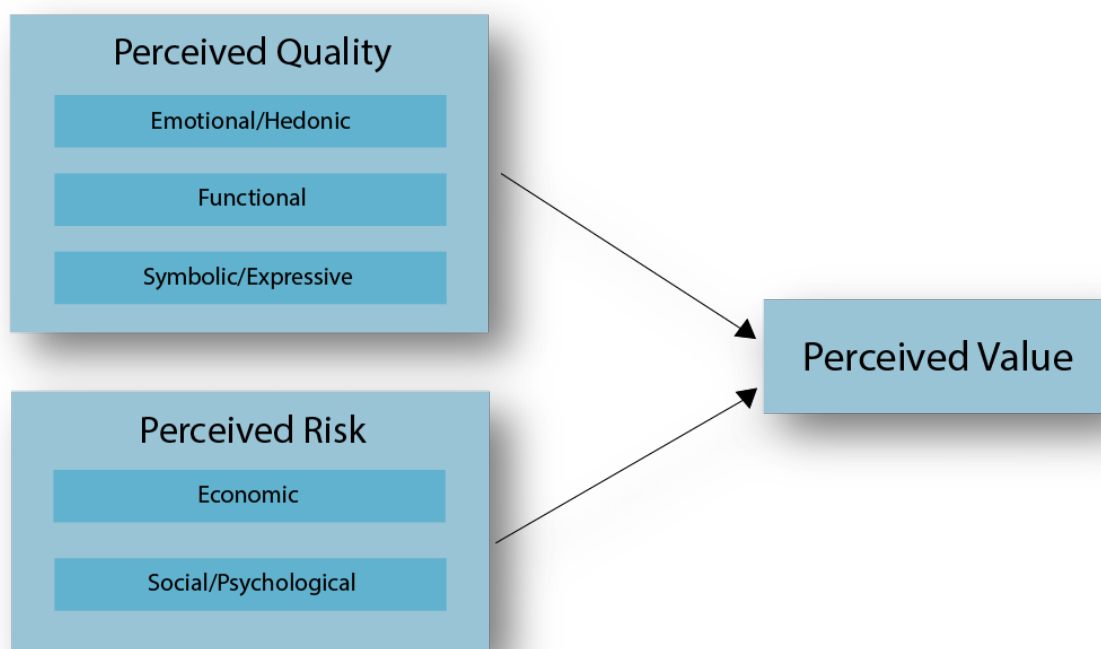 Perceived Quality
Emotional/Hedonic
Functional
Symbolic/Expressive
Perceived Value
Perceived Risk
Economic
Social/Psychological